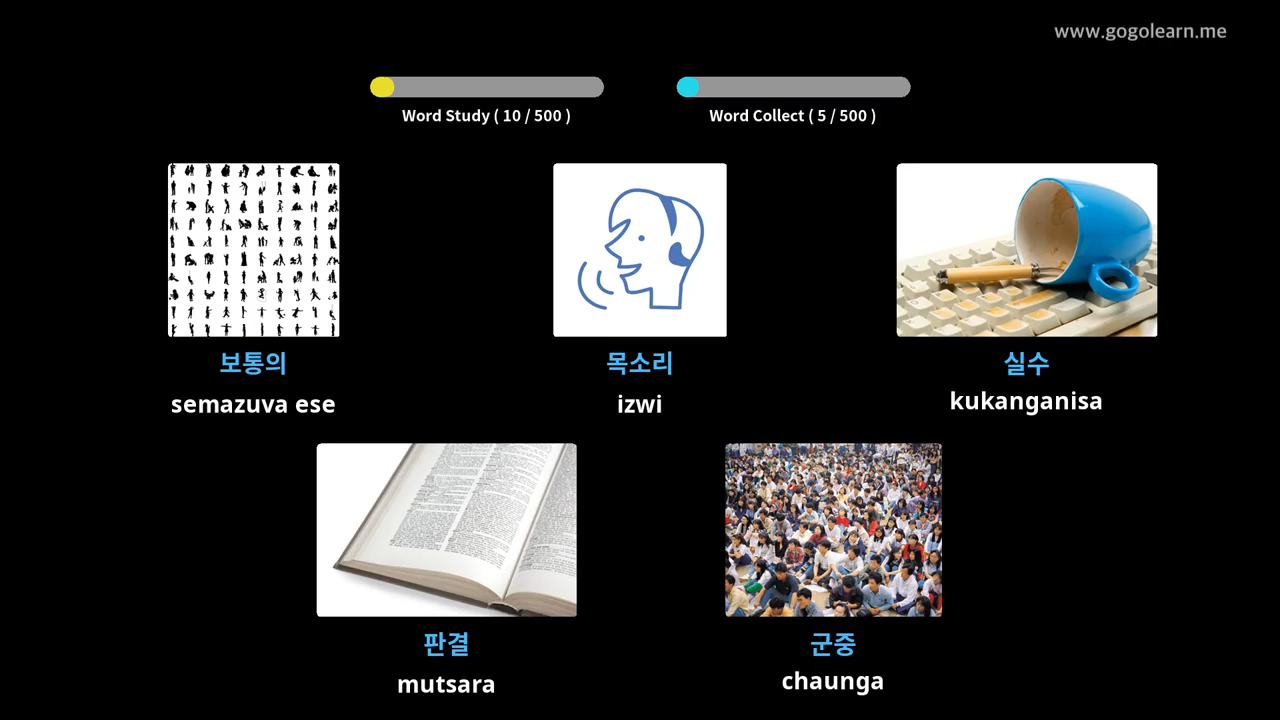 www.gogolearn.me
Word Study ( 10 / 500 )
Word Collect ( 5 / 500 )
보통의
semazuva ese
목소리
izwi
실수
kukanganisa
판결
mutsara
군중
chaunga